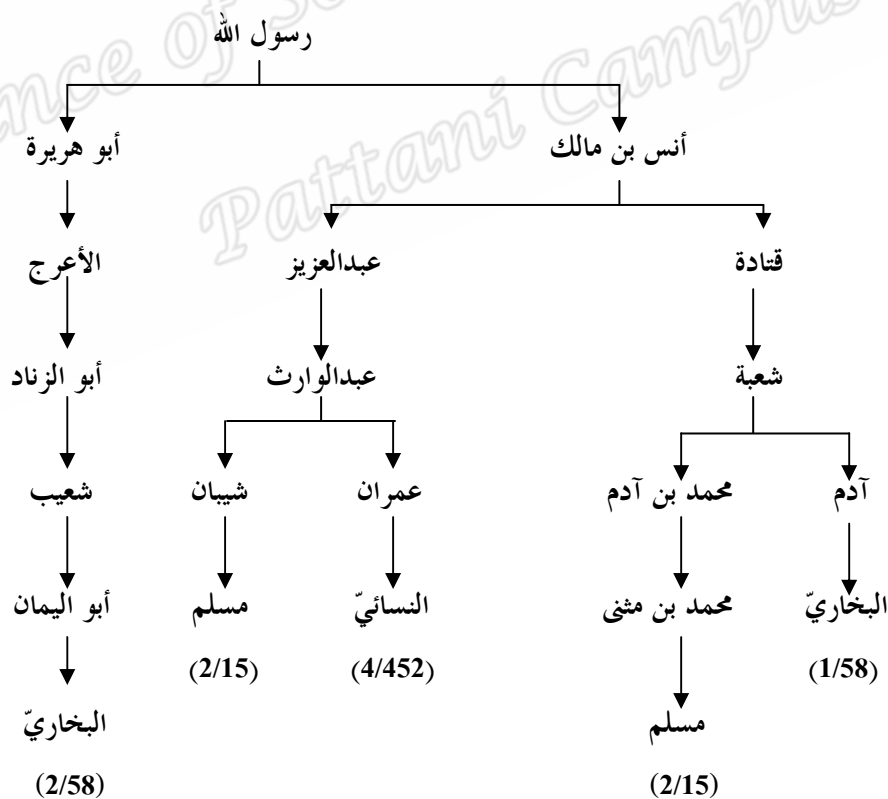 رسول الله
أنس بن مالك أبو هريرة
قتادة عبدالعزيز الأعرج
شعبة عبدالوارث أبو الزناد
آدم محمد بن آدم عمران شيبان شعيب
البخاريّ محمد بن مثنى النسائيّ مسلم أبو اليمان
(1/58) (4/452) (2/15)
مسلم البخاريّ
(2/15) (2/58)
Pattani Campus